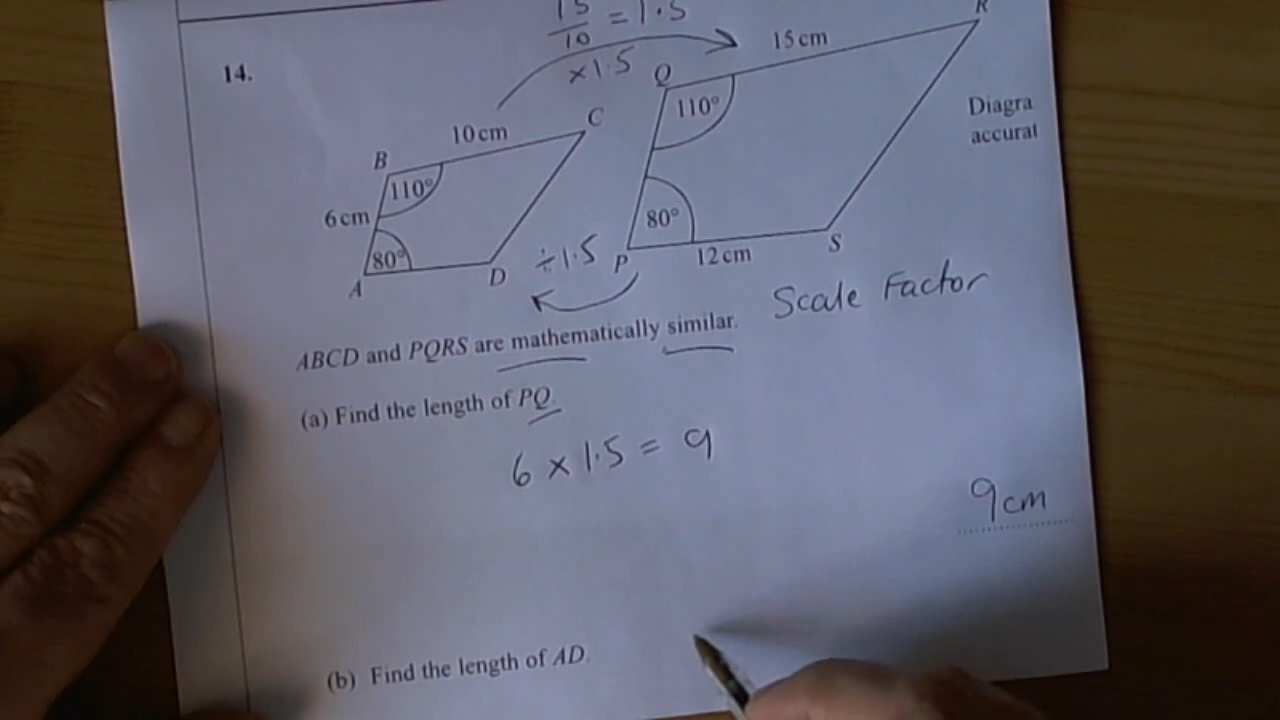 15
10
= 1.5
×1.5
14.
10 cm
15 cm
R
Q
110°
C
B
110°
6 cm
80°
A
D
÷1.5
80°
P
12 cm
S
Diagra
accurat
Scale Factor
ABCD and PQRS are mathematically similar.
(a) Find the length of PQ.
6 × 1.5 = 9
9 cm
(b) Find the length of AD.